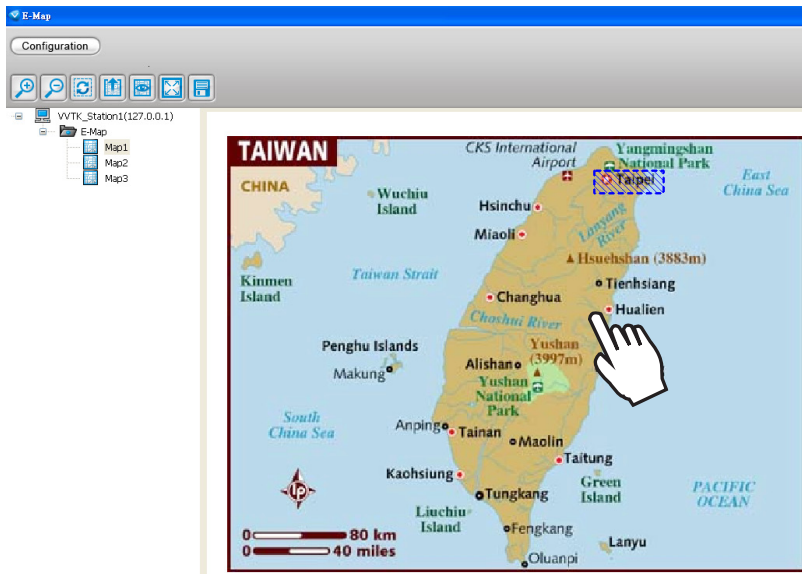 E-Map
Configuration
VVTK_Station1(127.0.0.1)
E-Map
Map1
Map2
Map3
TAIWAN
CHINA
CKS International
Airport
Yangmingshan
National Park
Taipei
East
China Sea
Wuchiu
Island
Hsinchu
Lanyang
River
Miaoli
Hsuehshan (3883m)
Kinmen
Island
Taiwan Strait
Tienhsiang
Changhua
Hualien
Choshui River
Penghu Islands
Yushan
(3997m)
Makung
Alishan
Yushan
National
Park
South
China Sea
Anping
Tainan
Maolin
Taitung
Kaohsiung
Green
Island
PACIFIC
OCEAN
lp
Tungkang
Liuchiu
Island
Fengkang
0 80 km
0 40 miles
Lanyu
Oluanpi